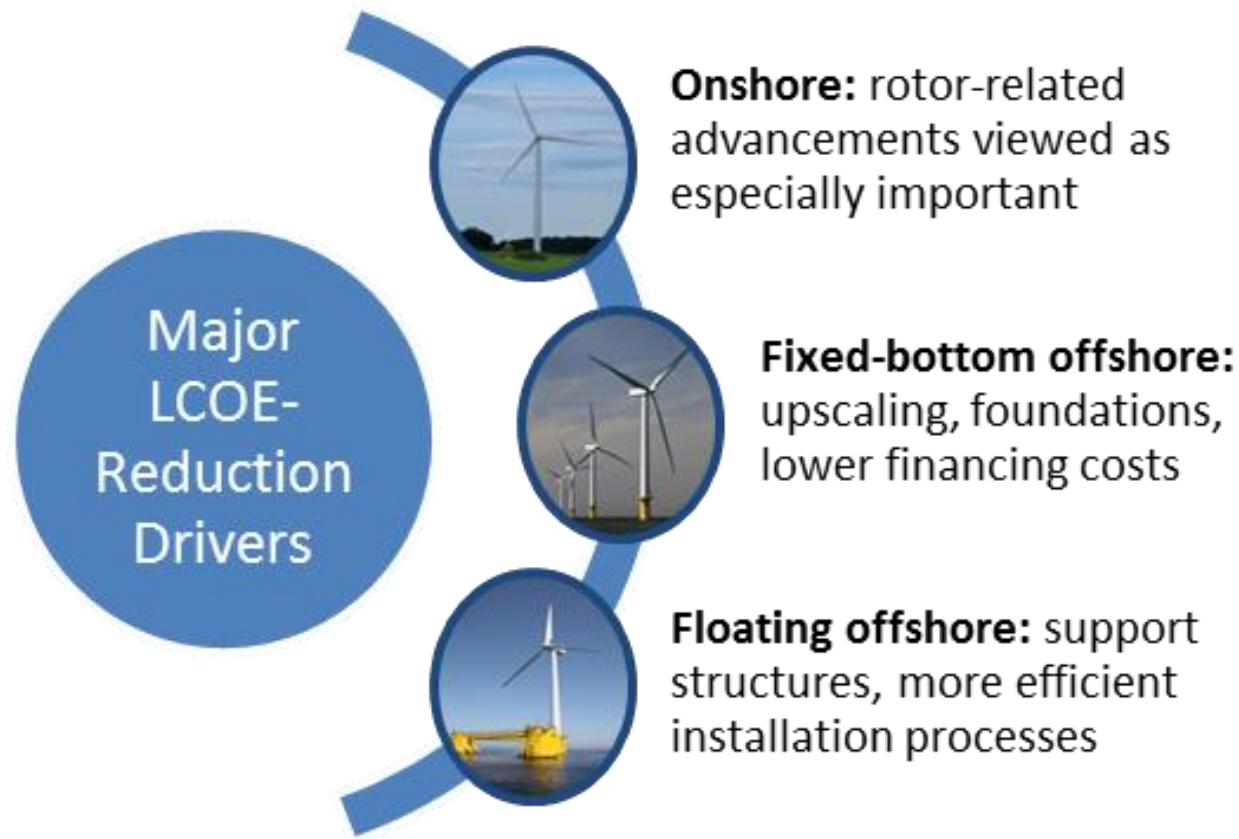 Major
LCOE-
Reduction
Drivers
Onshore: rotor-related
advancements viewed as
especially important
Fixed-bottom offshore:
upscaling, foundations,
lower financing costs
Floating offshore: support
structures, more efficient
installation processes